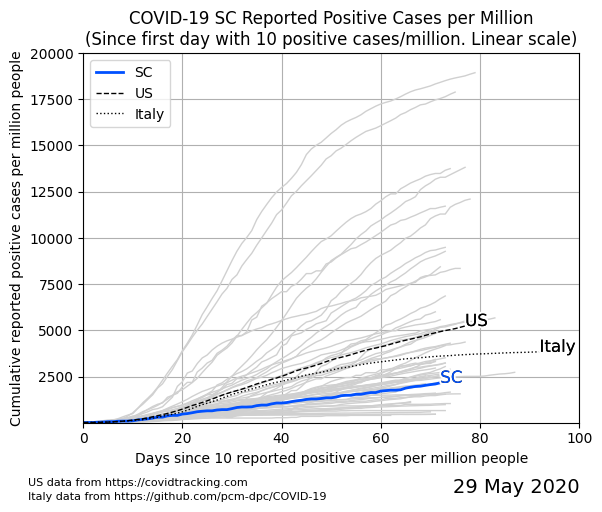 COVID-19 SC Reported Positive Cases per Million
(Since first day with 10 positive cases/million. Linear scale)
Cumulative reported positive cases per million people
20000
17500
15000
12500
10000
7500
5000
2500
SC
US
Italy
US
Italy
SC
0
20
40
60
80
100
Days since 10 reported positive cases per million people
US data from https://covidtracking.com
Italy data from https://github.com/pcm-dpc/COVID-19
29 May 2020